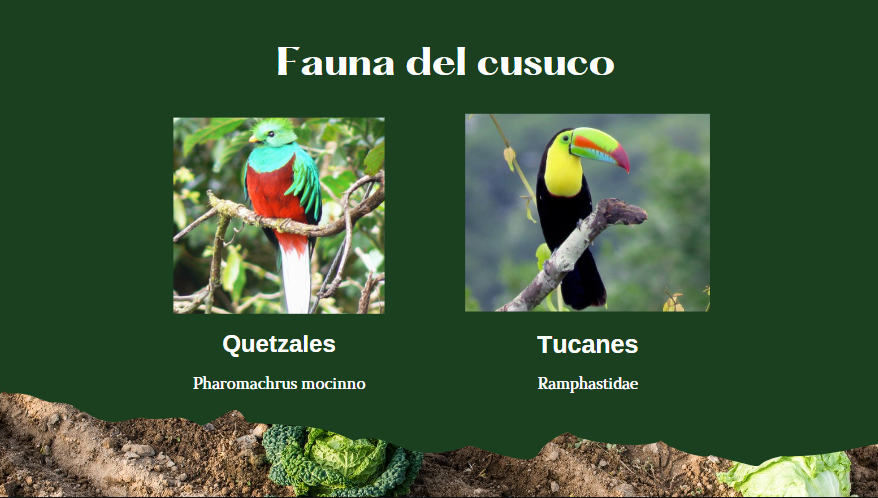 Fauna del cusuco
Quetzales
Tucanes
Pharomachrus mocinno
Ramphastidae